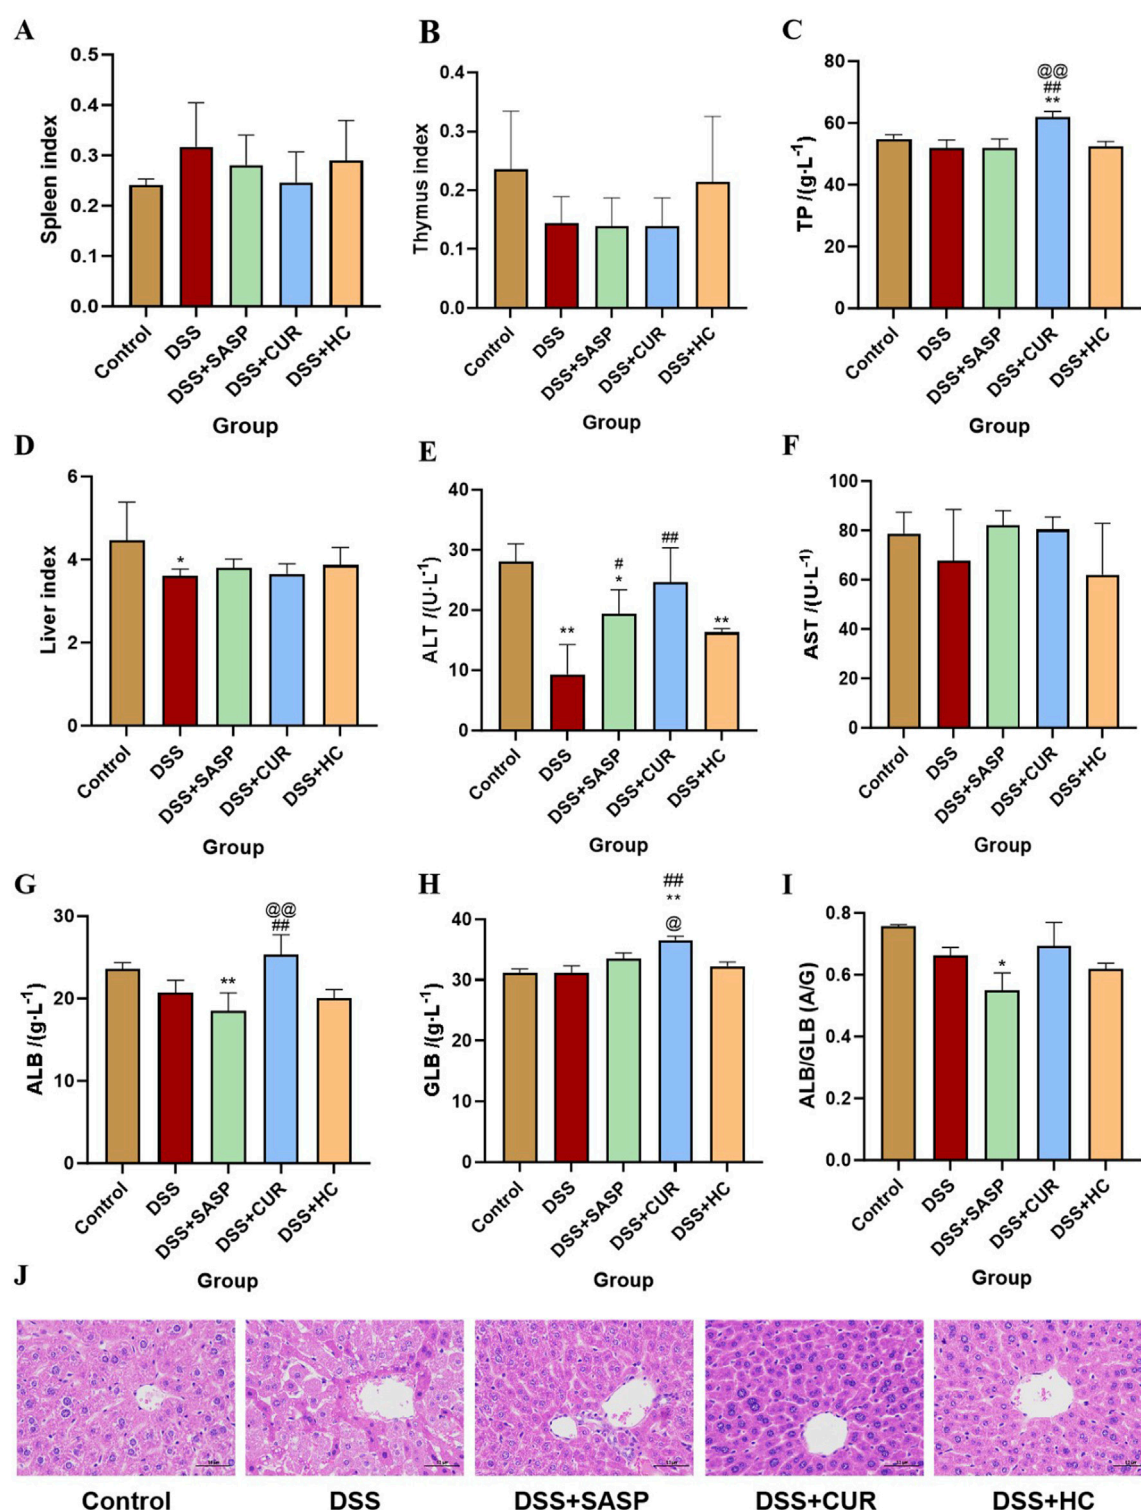 A
Spleen index
0.5
0.4
0.3
0.2
0.1
0.0
Control
DSS
DSS+SASP
DSS+CUR
DSS+HC
Group
B
Thymus index
0.4
0.3
0.2
0.1
0.0
Control
DSS
DSS+SASP
DSS+CUR
DSS+HC
Group
C
TP /(g·L⁻¹)
80
60
40
20
0
@@
##
**
Control
DSS
DSS+SASP
DSS+CUR
DSS+HC
Group
D
Liver index
6
4
2
0
*
Control
DSS
DSS+SASP
DSS+CUR
DSS+HC
Group
E
ALT /(U·L⁻¹)
40
30
20
10
0
**
#
*
##
**
Control
DSS
DSS+SASP
DSS+CUR
DSS+HC
Group
F
AST /(U·L⁻¹)
100
80
60
40
20
0
Control
DSS
DSS+SASP
DSS+CUR
DSS+HC
Group
G
ALB /(g·L⁻¹)
30
20
10
0
**
@@
##
Control
DSS
DSS+SASP
DSS+CUR
DSS+HC
Group
H
GLB /(g·L⁻¹)
40
30
20
10
0
##
**
@
Control
DSS
DSS+SASP
DSS+CUR
DSS+HC
Group
I
ALB/GLB (A/G)
0.8
0.6
0.4
0.2
0.0
*
Control
DSS
DSS+SASP
DSS+CUR
DSS+HC
Group
J
Control
DSS
DSS+SASP
DSS+CUR
DSS+HC